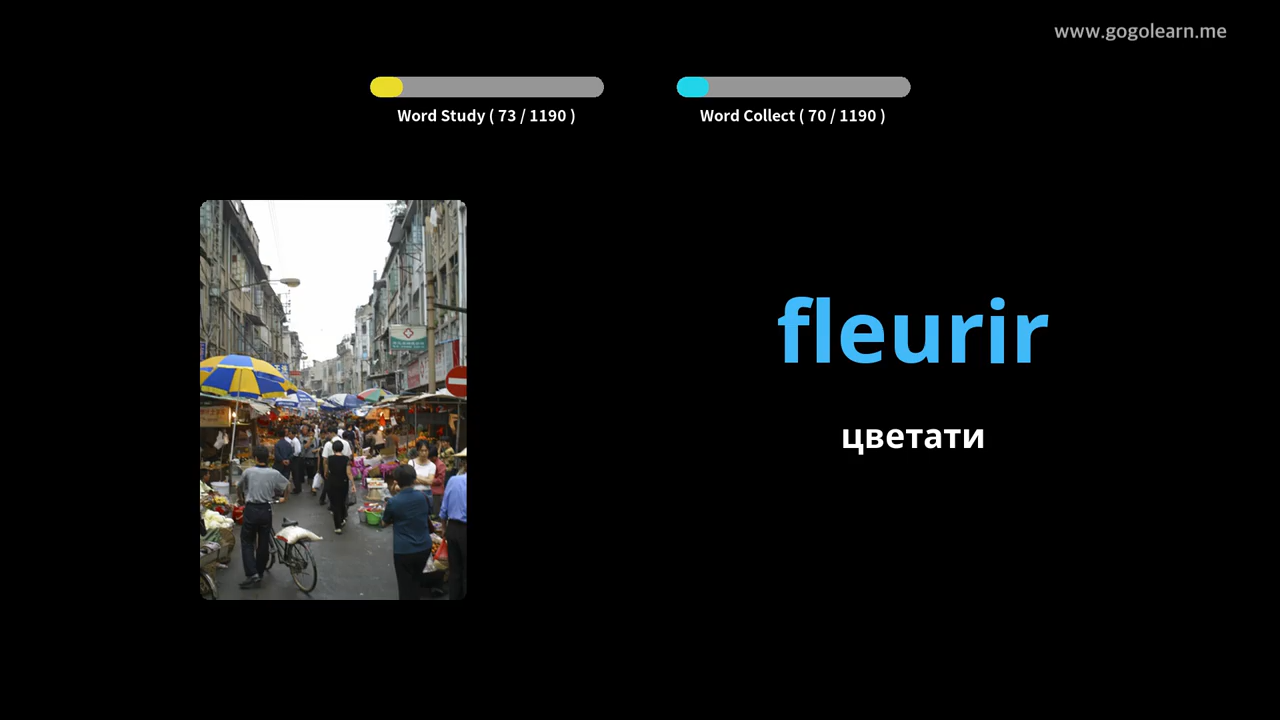 www.gogolearn.me
Word Study ( 73 / 1190 )
Word Collect ( 70 / 1190 )
fleurir
цветати